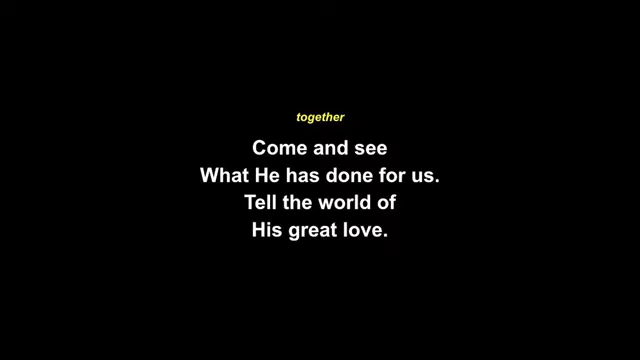 together
Come and see
What He has done for us.
Tell the world of
His great love.